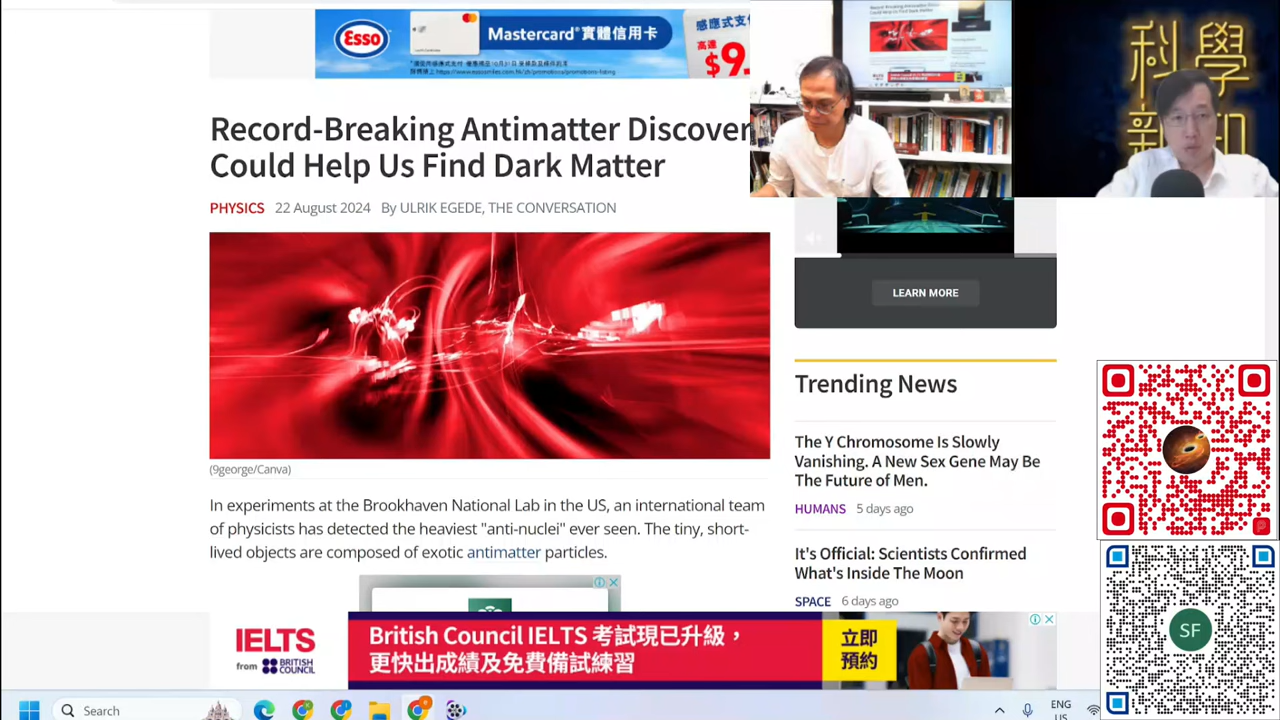 Esso
Mastercard®實體信用卡
感應式支
高達
$9.
Record-Breaking Antimatter Discover
Could Help Us Find Dark Matter
PHYSICS 22 August 2024 By ULRIK EGEDE, THE CONVERSATION
(9george/Canva)
In experiments at the Brookhaven National Lab in the US, an international team
of physicists has detected the heaviest "anti-nuclei" ever seen. The tiny, short-
lived objects are composed of exotic antimatter particles.
科學
新知
LEARN MORE
Trending News
The Y Chromosome Is Slowly
Vanishing. A New Sex Gene May Be
The Future of Men.
HUMANS 5 days ago
It's Official: Scientists Confirmed
What's Inside The Moon
SPACE 6 days ago
SF
IELTS
from BRITISH COUNCIL
British Council IELTS 考試現已升級，
更快出成績及免費備試練習
立即
預約
Search
ENG
US